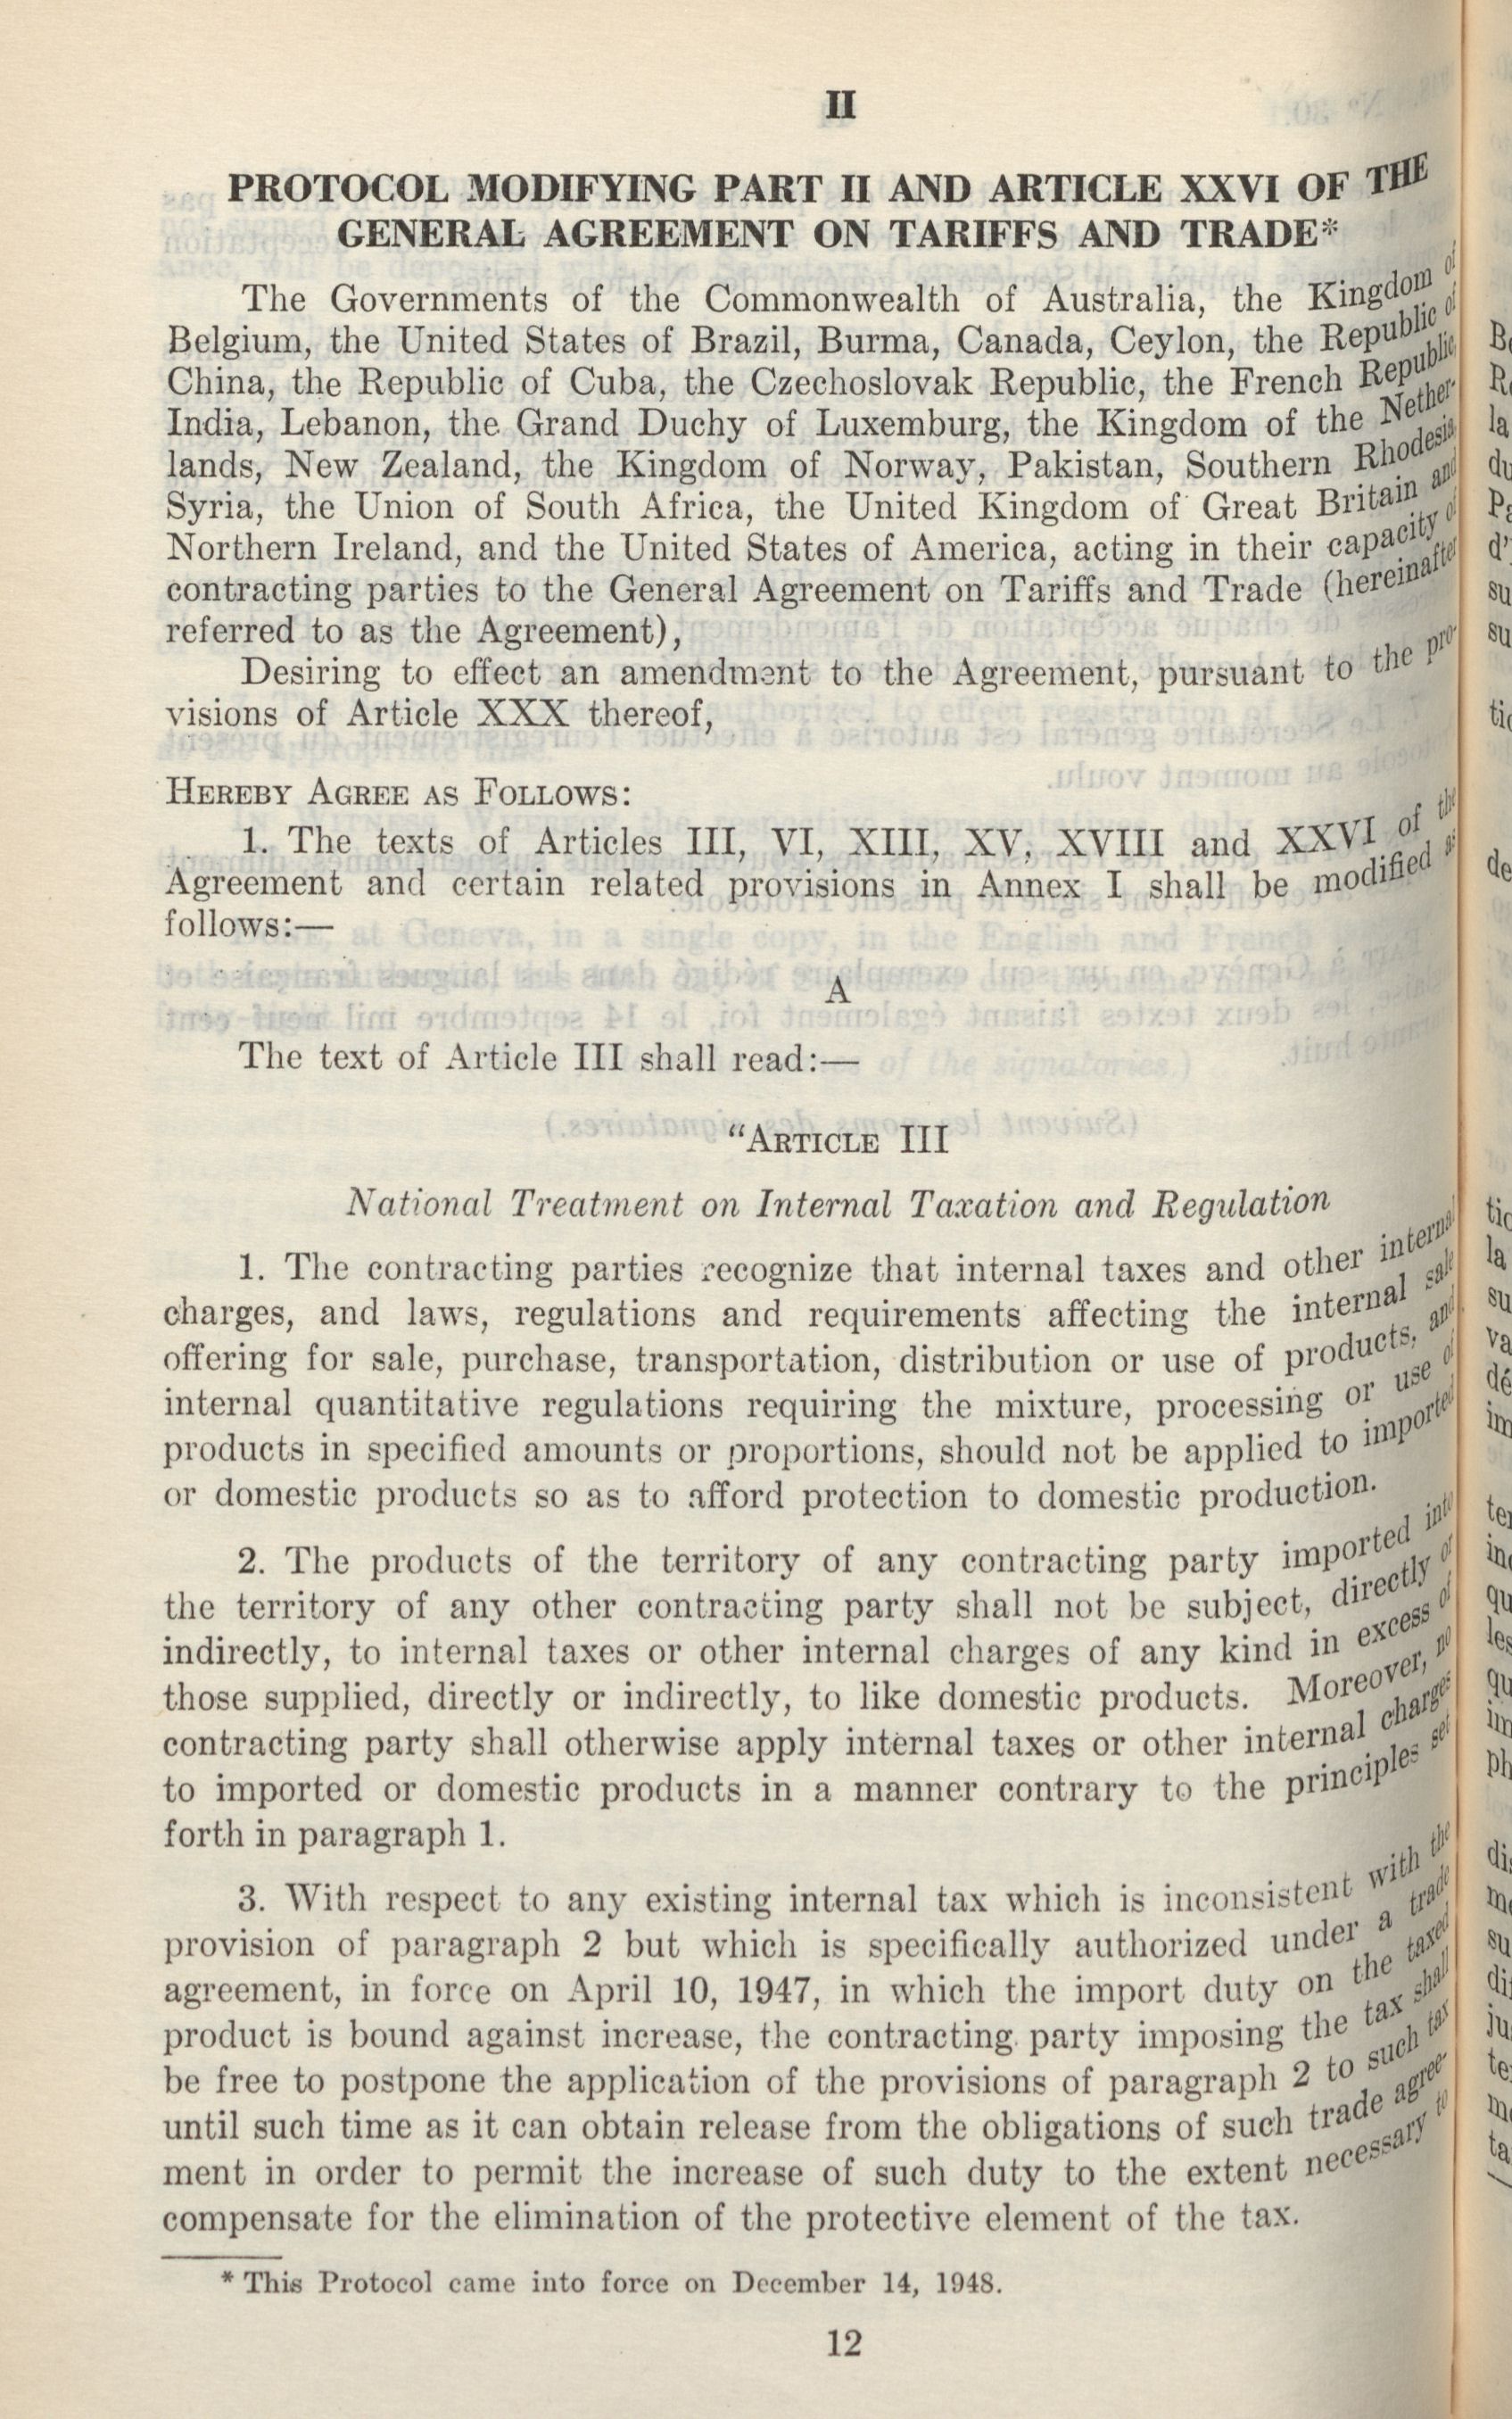 II
PROTOCOL MODIFYING PART II AND ARTICLE XXVI OF THE
GENERAL AGREEMENT ON TARIFFS AND TRADE*
The Governments of the Commonwealth of Australia, the Kingdom of
Belgium, the United States of Brazil, Burma, Canada, Ceylon, the Republic of
China, the Republic of Cuba, the Czechoslovak Republic, the French Republic
India, Lebanon, the Grand Duchy of Luxemburg, the Kingdom of the Nether-
lands, New Zealand, the Kingdom of Norway, Pakistan, Southern Rhodesia,
Syria, the Union of South Africa, the United Kingdom of Great Britain and
Northern Ireland, and the United States of America, acting in their capacity of
contracting parties to the General Agreement on Tariffs and Trade (hereinafter
referred to as the Agreement),
Desiring to effect an amendment to the Agreement, pursuant to the pro-
visions of Article XXX thereof,
HEREBY AGREE AS FOLLOWS:
1. The texts of Articles III, VI, XIII, XV, XVIII and XXVI of the
Agreement and certain related provisions in Annex I shall be modified as
follows:—
A
The text of Article III shall read:—
“ARTICLE III
National Treatment on Internal Taxation and Regulation
1. The contracting parties recognize that internal taxes and other internal
charges, and laws, regulations and requirements affecting the internal sale
offering for sale, purchase, transportation, distribution or use of products, and
internal quantitative regulations requiring the mixture, processing or use of
products in specified amounts or proportions, should not be applied to imported
or domestic products so as to afford protection to domestic production.
2. The products of the territory of any contracting party imported into
the territory of any other contracting party shall not be subject, directly or
indirectly, to internal taxes or other internal charges of any kind in excess of
those supplied, directly or indirectly, to like domestic products. Moreover, no
contracting party shall otherwise apply internal taxes or other internal charges
to imported or domestic products in a manner contrary to the principles set
forth in paragraph 1.
3. With respect to any existing internal tax which is inconsistent with the
provision of paragraph 2 but which is specifically authorized under a trade
agreement, in force on April 10, 1947, in which the import duty on the taxed
product is bound against increase, the contracting party imposing the tax shall
be free to postpone the application of the provisions of paragraph 2 to such tax
until such time as it can obtain release from the obligations of such trade agree-
ment in order to permit the increase of such duty to the extent necessary to
compensate for the elimination of the protective element of the tax.
* This Protocol came into force on December 14, 1948.
12